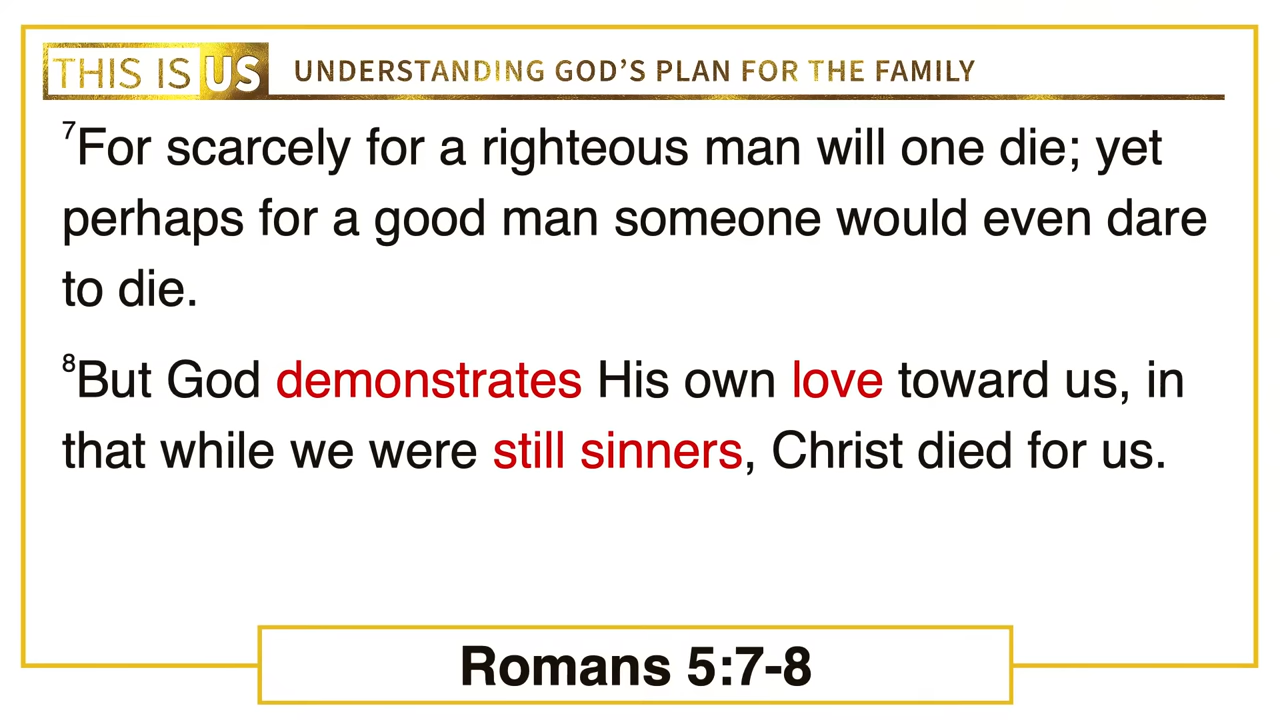 THIS IS US UNDERSTANDING GOD'S PLAN FOR THE FAMILY
⁷For scarcely for a righteous man will one die; yet
perhaps for a good man someone would even dare
to die.
⁸But God demonstrates His own love toward us, in
that while we were still sinners, Christ died for us.
Romans 5:7-8